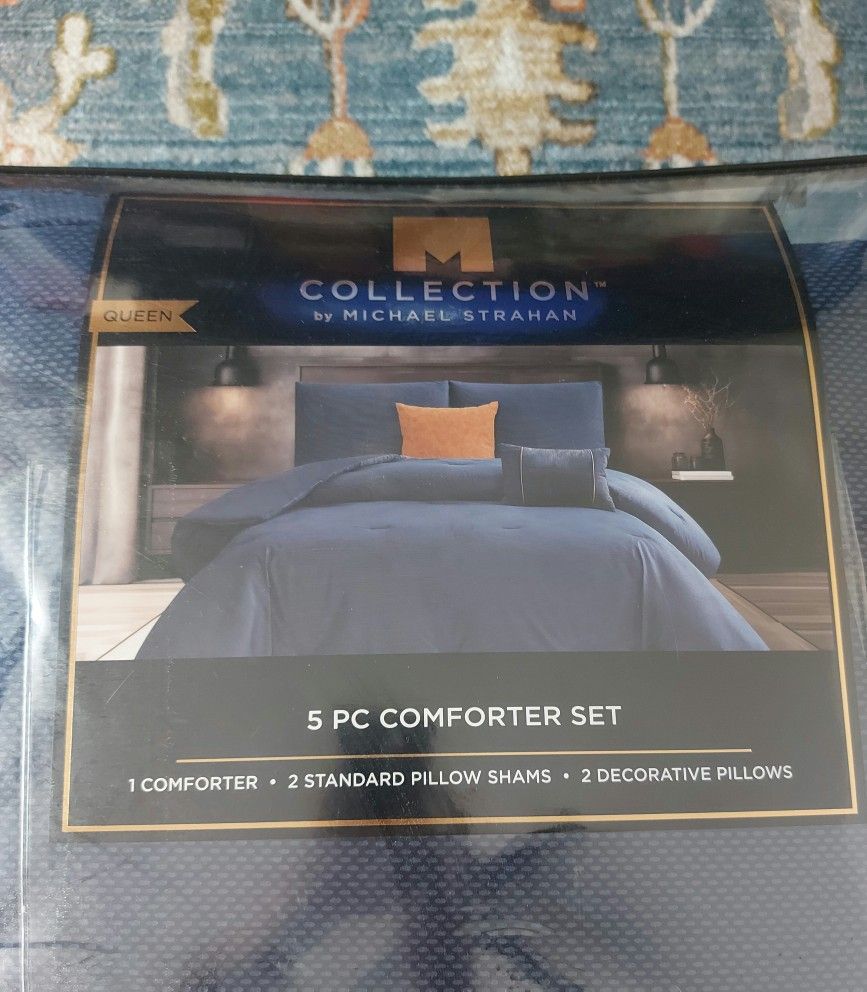 M
COLLECTION™
by MICHAEL STRAHAN
QUEEN
5 PC COMFORTER SET
1 COMFORTER • 2 STANDARD PILLOW SHAMS • 2 DECORATIVE PILLOWS